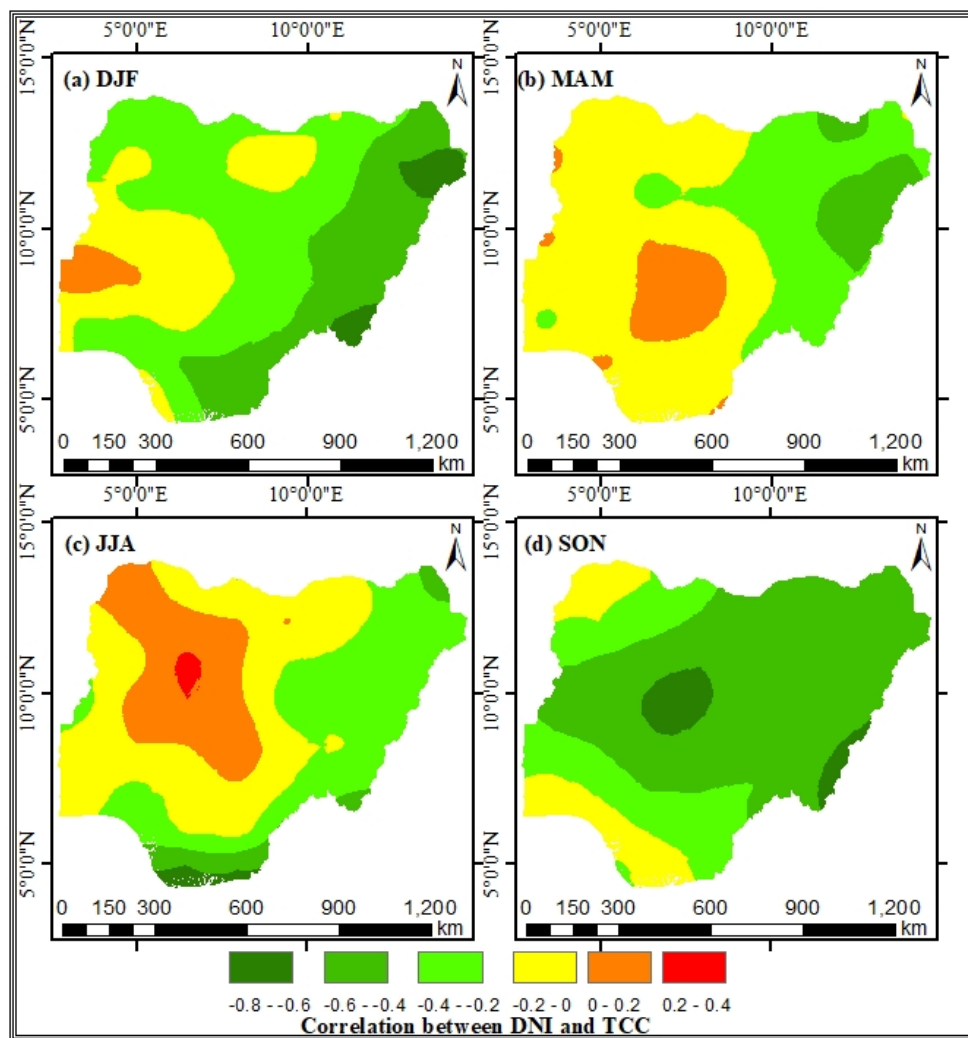 5°0'0"E 10°0'0"E 5°0'0"E 10°0'0"E
15°0'0"N
10°0'0"N
5°0'0"N
(a) DJF
N
0 150 300 600 900 1,200
km
15°0'0"N
10°0'0"N
5°0'0"N
(b) MAM
N
0 150 300 600 900 1,200
km
5°0'0"E 10°0'0"E 5°0'0"E 10°0'0"E
15°0'0"N
10°0'0"N
5°0'0"N
(c) JJA
N
0 150 300 600 900 1,200
km
15°0'0"N
10°0'0"N
5°0'0"N
(d) SON
N
0 150 300 600 900 1,200
km
-0.8 --0.6 -0.6 --0.4 -0.4 --0.2 -0.2 - 0 0 - 0.2 0.2 - 0.4
Correlation between DNI and TCC